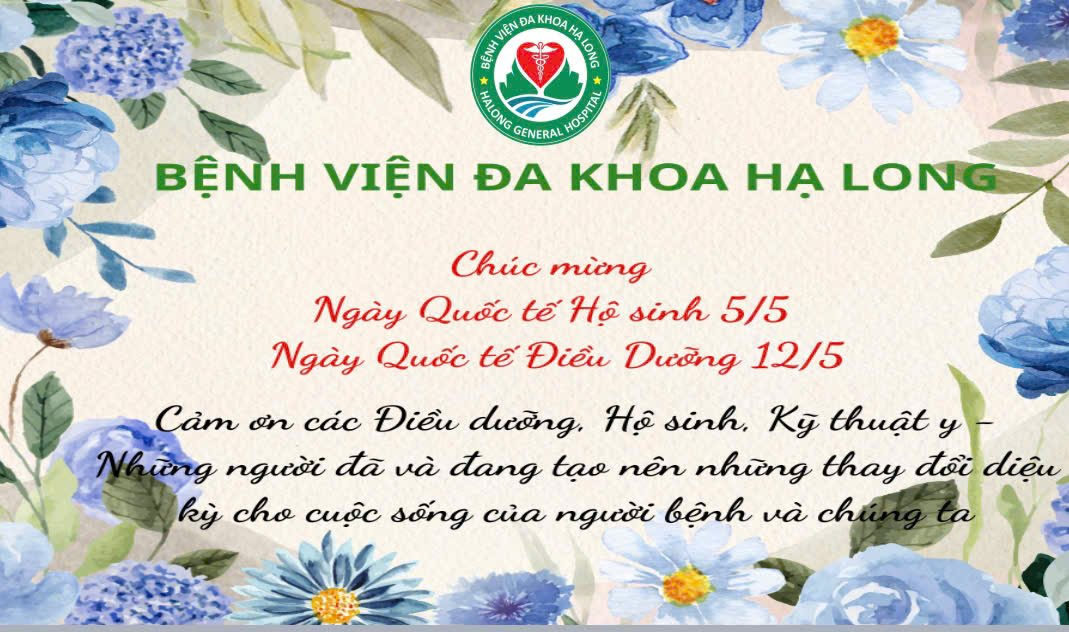 BỆNH VIỆN ĐA KHOA HẠ LONG
HALONG GENERAL HOSPITAL
BỆNH VIỆN ĐA KHOA HẠ LONG
Chúc mừng
Ngày Quốc tế Hộ sinh 5/5
Ngày Quốc tế Điều Dưỡng 12/5
Cảm ơn các Điều dưỡng, Hộ sinh, Kỹ thuật y –
Những người đã và đang tạo nên những thay đổi diệu
kỳ cho cuộc sống của người bệnh và chúng ta